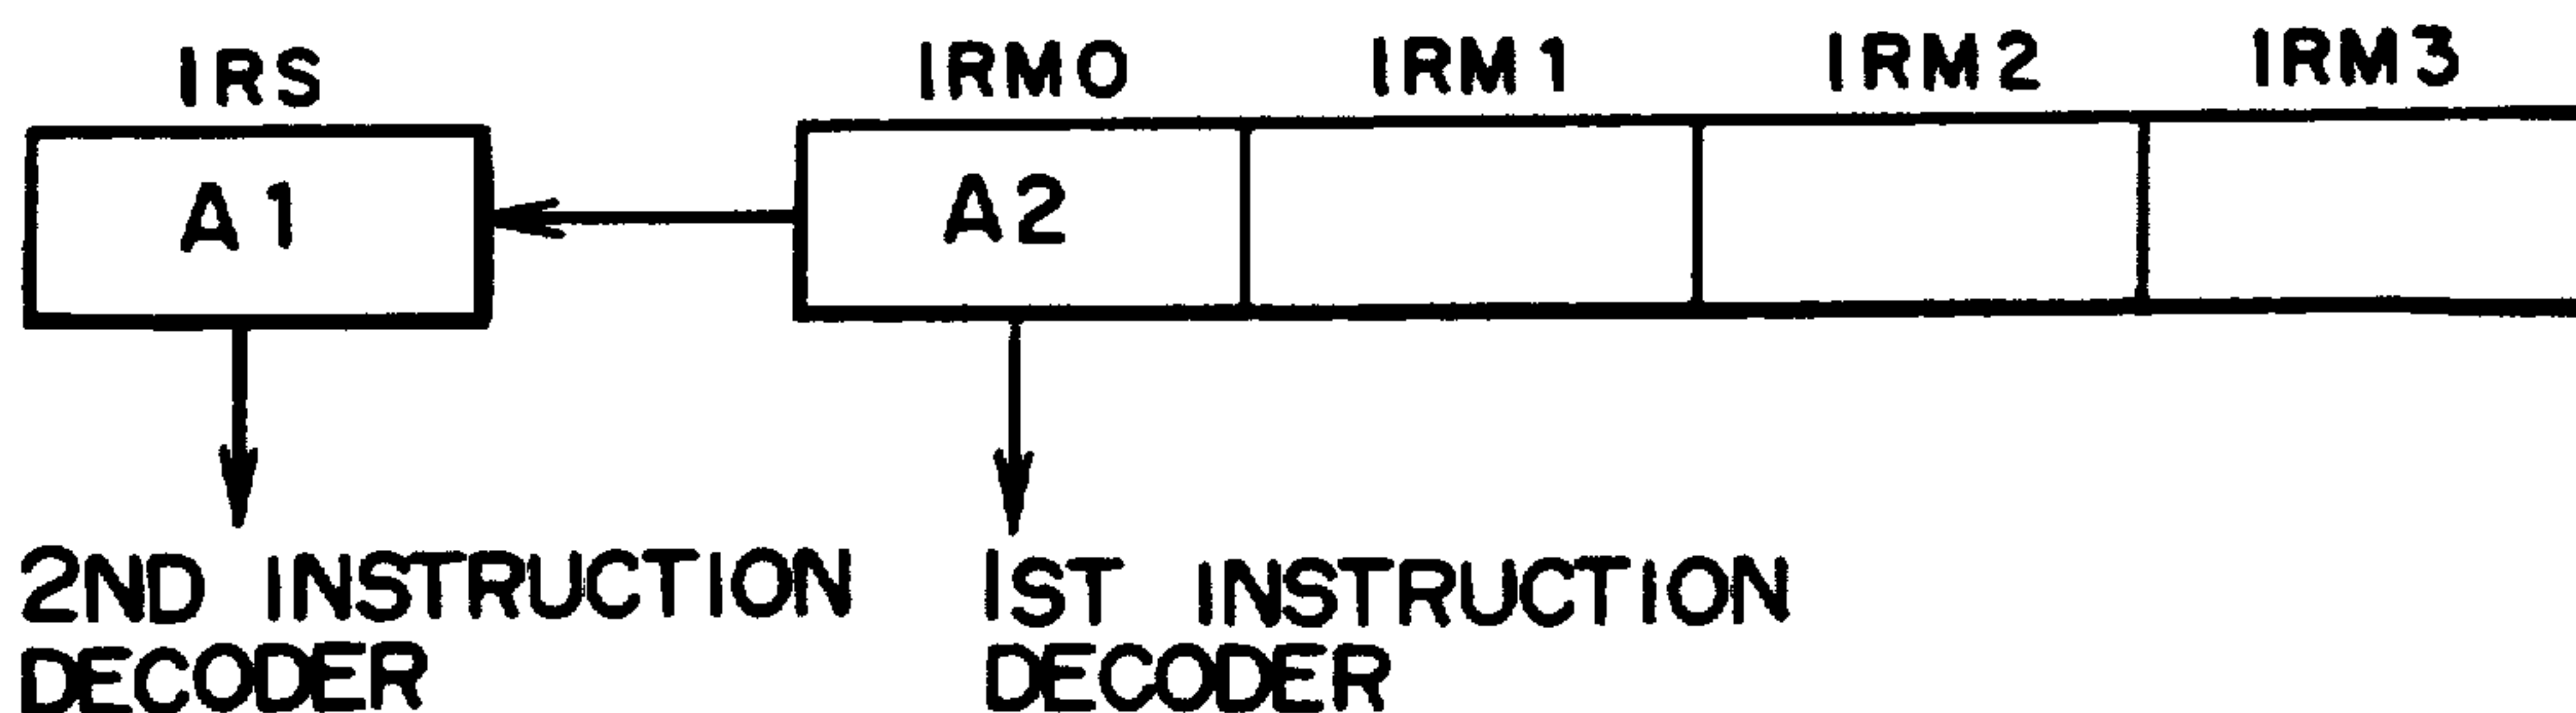 IRS IRM0 IRM1 IRM2 IRM3
A1 A2
2ND INSTRUCTION
DECODER
1ST INSTRUCTION
DECODER